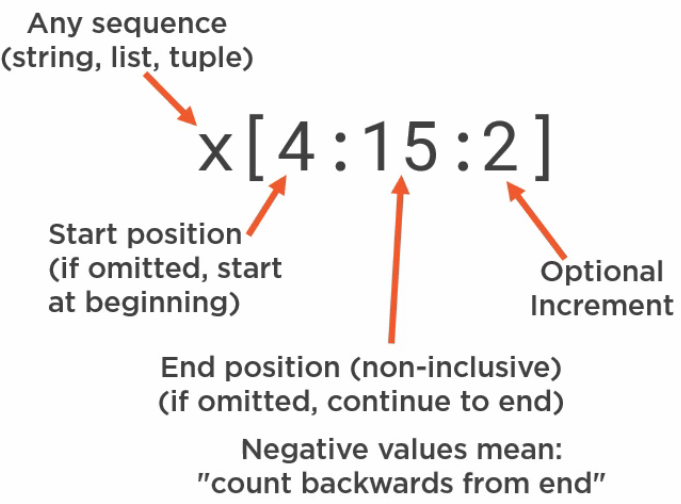 Any sequence
(string, list, tuple)
x[4:15:2]
Start position
(if omitted, start
at beginning)
Optional
Increment
End position (non-inclusive)
(if omitted, continue to end)
Negative values mean:
"count backwards from end"